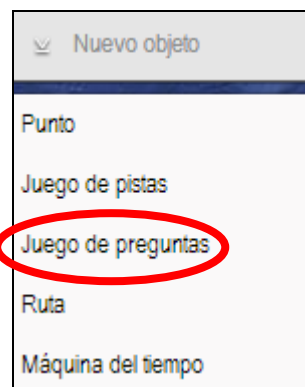 Nuevo objeto
Punto
Juego de pistas
Juego de preguntas
Ruta
Máquina del tiempo